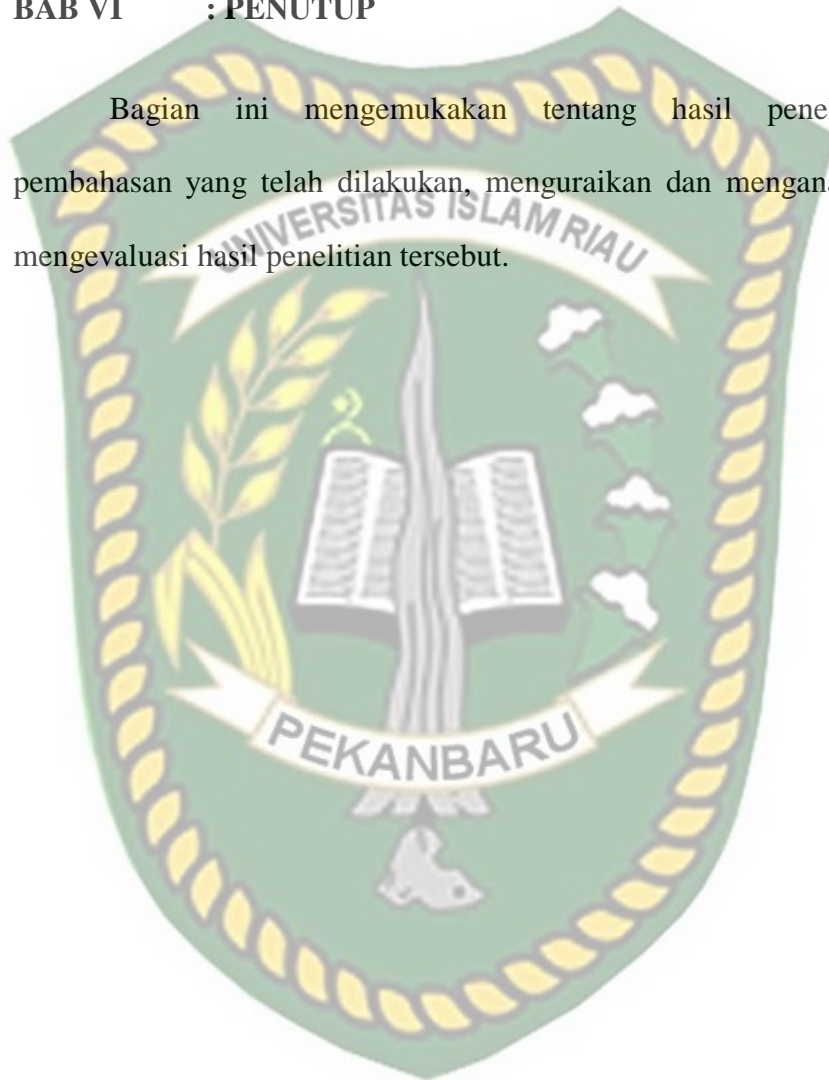 BAB VI : PENUTUP
Bagian ini mengemukakan tentang hasil
pembahasan yang telah dilakukan, menguraikan dan
mengevaluasi hasil penelitian tersebut.
UNIVERSITAS ISLAM RIAU
PEKANBARU